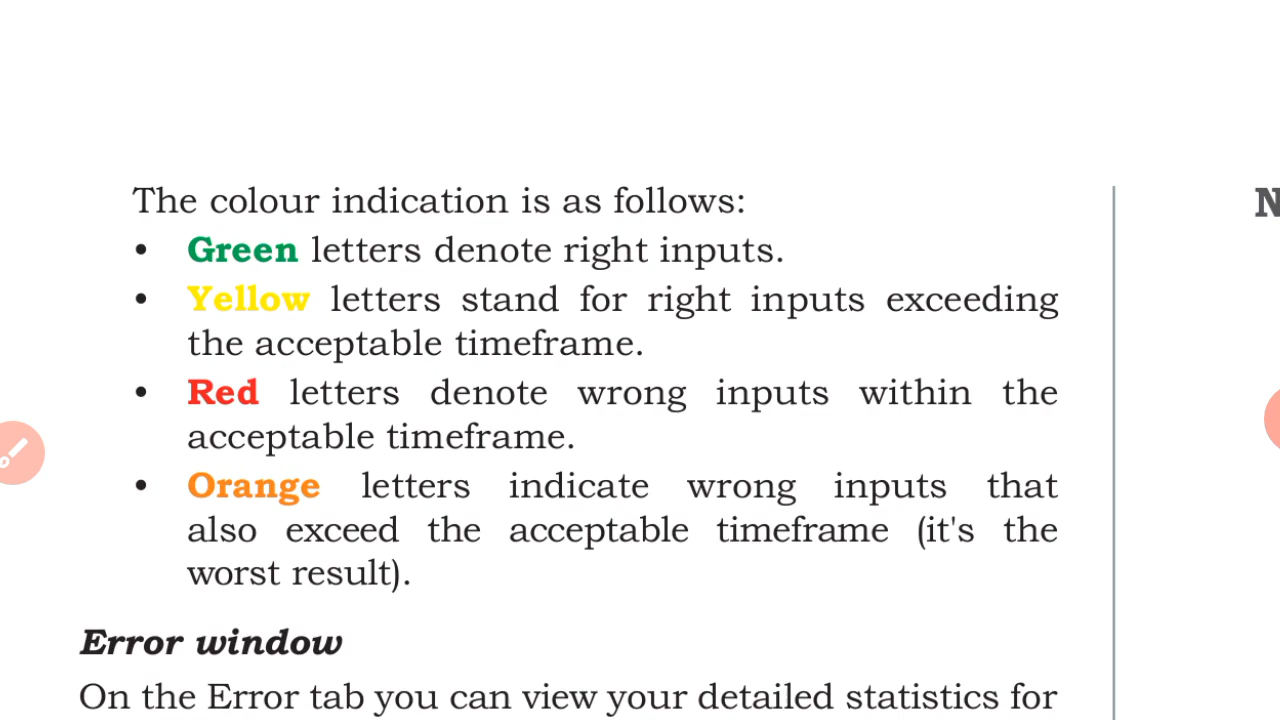 The colour indication is as follows:
• Green letters denote right inputs.
• Yellow letters stand for right inputs exceeding
the acceptable timeframe.
• Red letters denote wrong inputs within the
acceptable timeframe.
• Orange letters indicate wrong inputs that
also exceed the acceptable timeframe (it's the
worst result).
Error window
On the Error tab you can view your detailed statistics for
N